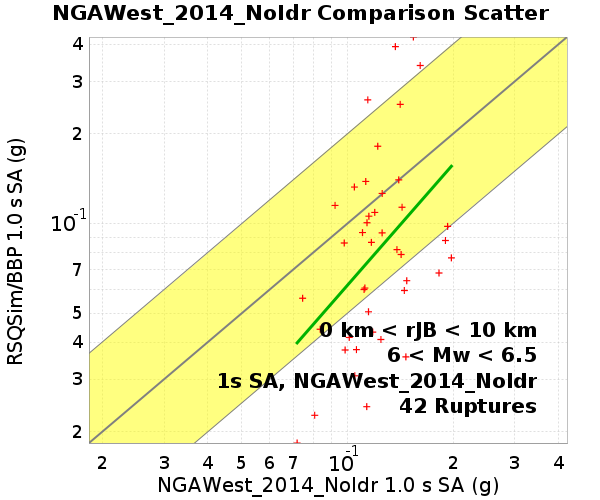 NGAWest_2014_NoIdr Comparison Scatter
4
3
2
10^-1
7
5
4
3
2
RSQSim/BBP 1.0 s SA (g)
0 km < rJB < 10 km
6 < Mw < 6.5
1s SA, NGAWest_2014_NoIdr
42 Ruptures
2 3 4 5 6 7 10^-1 2 3 4
NGAWest_2014_NoIdr 1.0 s SA (g)